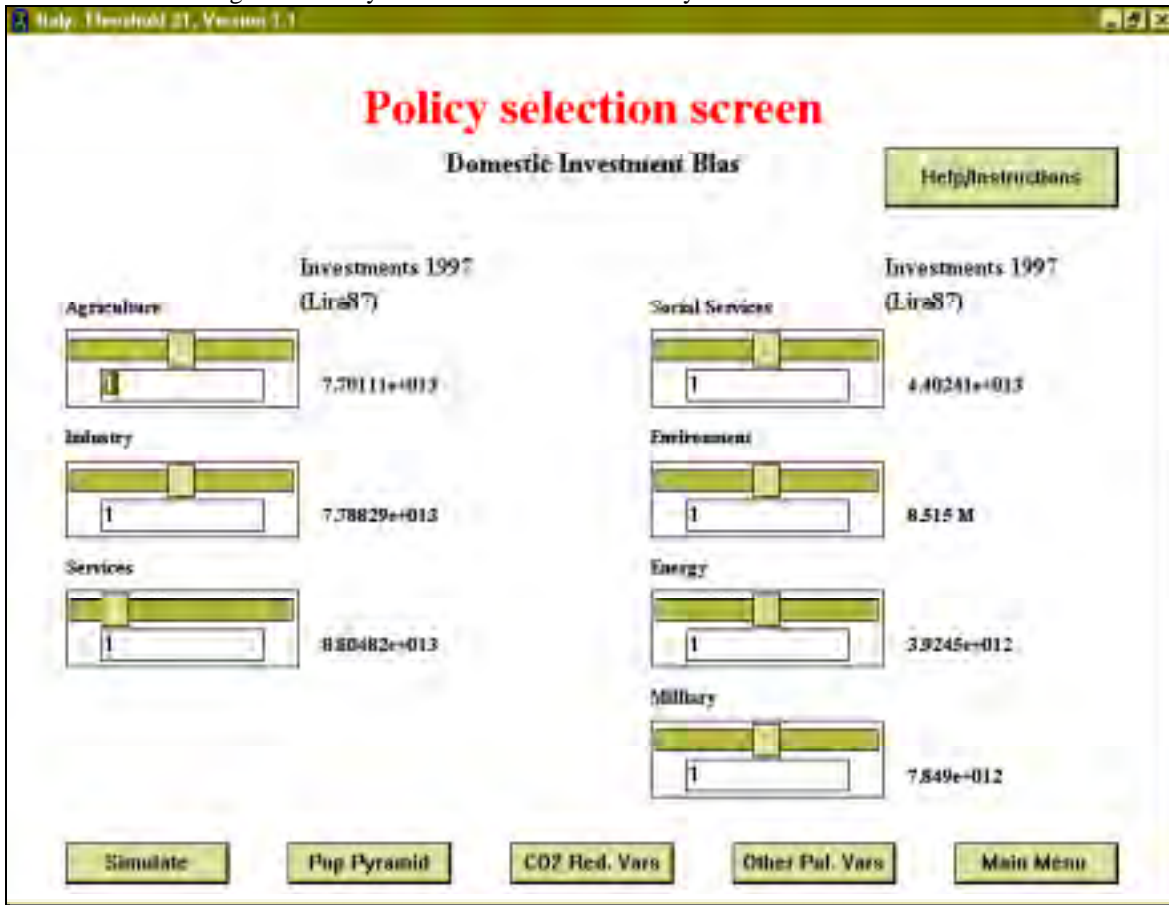 Italy. Threshold 21. Version 1.1
Policy selection screen
Domestic Investment Bias
Help/Instructions
Investments 1997
(Lira87)
Agriculture
1
7.70111e+013
Industry
1
7.78829e+013
Services
1
8.80482e+013
Investments 1997
(Lira87)
Social Services
1
4.40241e+013
Environment
1
8.515 M
Energy
1
3.9245e+012
Military
1
7.849e+012
Simulate
Pop Pyramid
CO2 Red. Vars
Other Pol. Vars
Main Menu